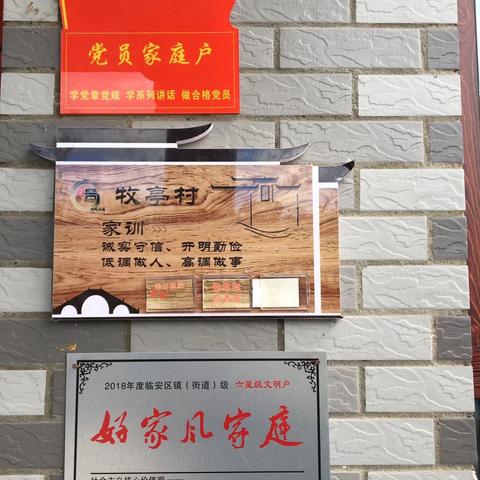 党员家庭户
学党章党规 学系列讲话 做合格党员
牧亭村
家训
诚实守信、开明勤俭
低调做人、高调做事
2018年度临安区镇（街道）级 六星级文明户
好家风家庭